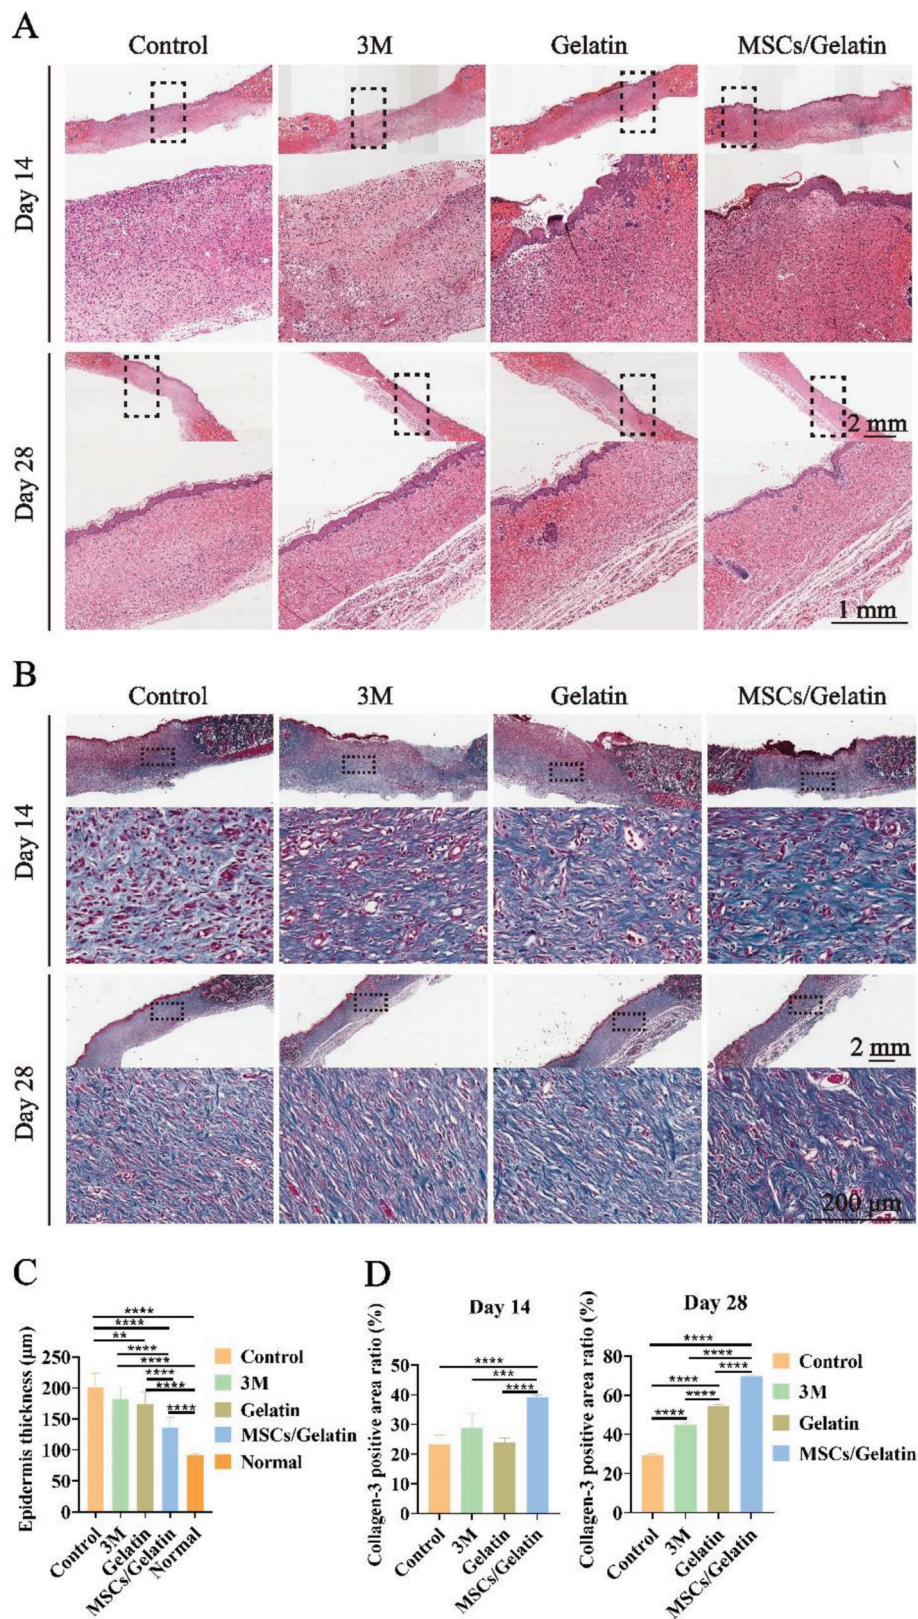 A
Control 3M Gelatin MSCs/Gelatin
Day 14
Day 28
2 mm
1 mm
B
Control 3M Gelatin MSCs/Gelatin
Day 14
Day 28
2 mm
200 µm
C
Epidermis thickness (µm)
250
200
150
100
50
0
****
****
**
****
****
****
****
****
Control
3M
Gelatin
MSCs/Gelatin
Normal
Control
3M
Gelatin
MSCs/Gelatin
Normal
D
Day 14
Collagen-3 positive area ratio (%)
50
40
30
20
10
0
****
***
****
Control
3M
Gelatin
MSCs/Gelatin
Day 28
Collagen-3 positive area ratio (%)
80
60
40
20
0
****
****
****
****
****
****
Control
3M
Gelatin
MSCs/Gelatin
Control
3M
Gelatin
MSCs/Gelatin